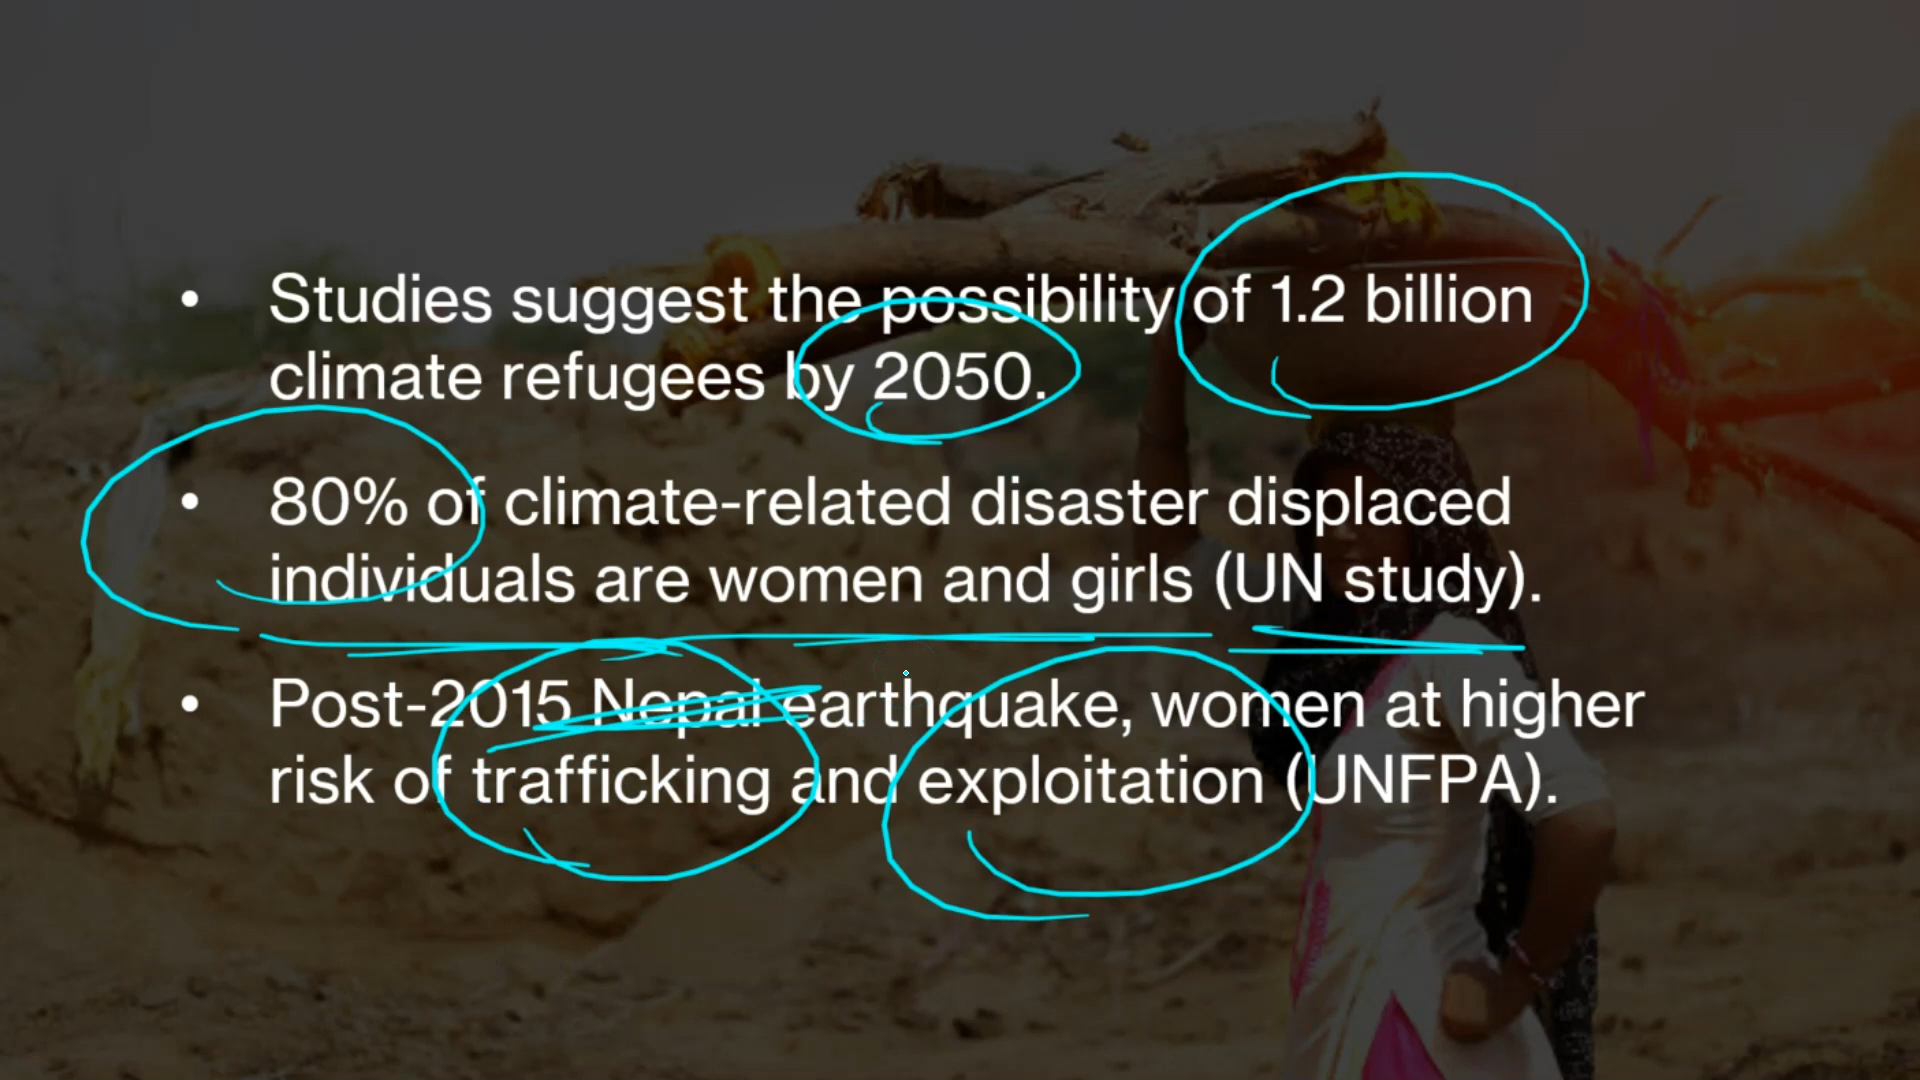 • Studies suggest the possibility of 1.2 billion
climate refugees by 2050.
• 80% of climate-related disaster displaced
individuals are women and girls (UN study).
• Post-2015 Nepal earthquake, women at higher
risk of trafficking and exploitation (UNFPA).